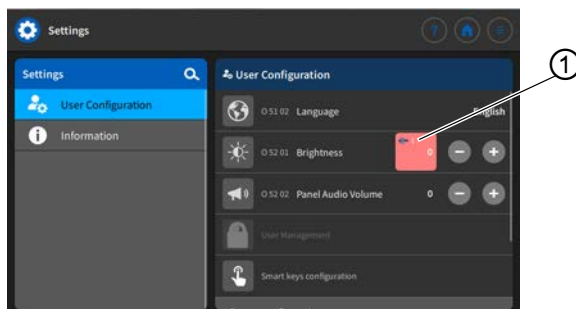 Settings
?
Settings
User Configuration
Information
User Configuration
O 51 02 Language English
O 52 01 Brightness 0
O 52 02 Panel Audio Volume 0
User Management
Smart keys configuration
1